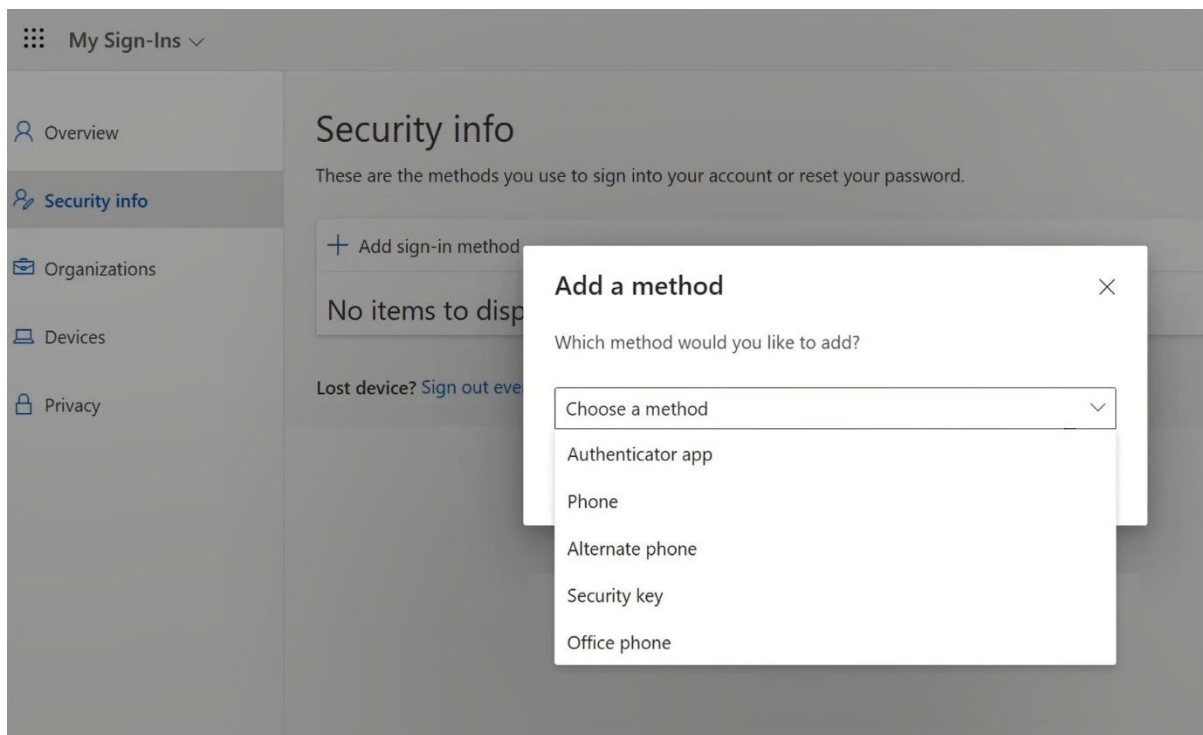 My Sign-Ins
Overview
Security info
Organizations
Devices
Privacy
Security info
These are the methods you use to sign into your account or reset your password.
Add sign-in method
No items to disp
Lost device? Sign out eve
Add a method
Which method would you like to add?
Choose a method
Authenticator app
Phone
Alternate phone
Security key
Office phone